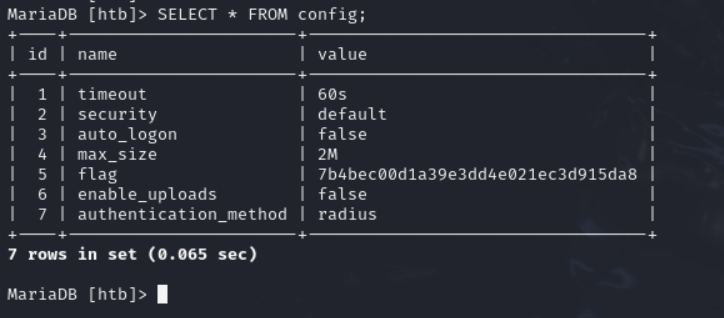 MariaDB [htb]> SELECT * FROM config;
+----+-----------------------+----------------------------------+
| id | name                  | value                            |
+----+-----------------------+----------------------------------+
|  1 | timeout               | 60s                              |
|  2 | security              | default                          |
|  3 | auto_logon            | false                            |
|  4 | max_size              | 2M                               |
|  5 | flag                  | 7b4bec00d1a39e3dd4e021ec3d915da8 |
|  6 | enable_uploads        | false                            |
|  7 | authentication_method | radius                           |
+----+-----------------------+----------------------------------+
7 rows in set (0.065 sec)
MariaDB [htb]>